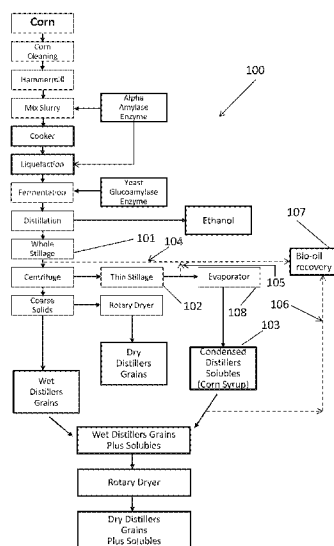 Corn
Corn
Cleaning
Hammermill
Mix Slurry
Alpha
Amylase
Enzyme
100
Cooker
Liquefaction
Fermentation
Yeast
Glucoamylase
Enzyme
Distillation
Ethanol
107
Whole
Stillage
101
104
Bio-oil
recovery
Centrifuge
Thin Stillage
Evaporator
105
106
Coarse
Solids
Rotary Dryer
102
108
103
Dry
Distillers
Grains
Condensed
Distillers
Solubles
(Corn Syrup)
Wet
Distillers
Grains
Wet Distillers Grains
Plus Solubles
Rotary Dryer
Dry Distillers
Grains
Plus Solubles